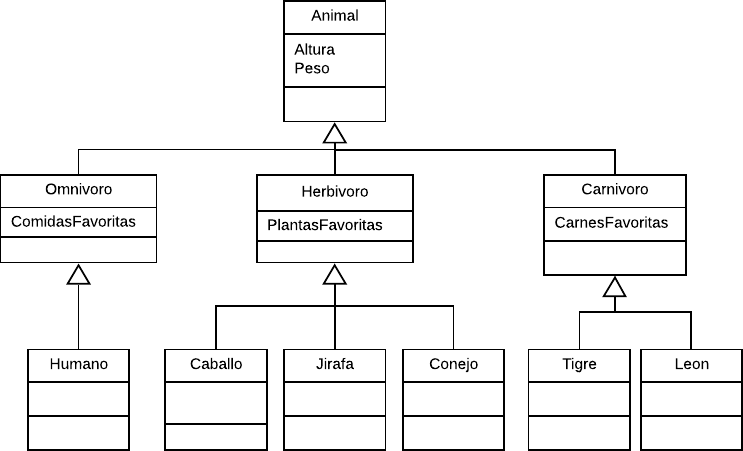 Animal
Altura
Peso
Omnivoro
ComidasFavoritas
Herbivoro
PlantasFavoritas
Carnivoro
CarnesFavoritas
Humano
Caballo
Jirafa
Conejo
Tigre
Leon